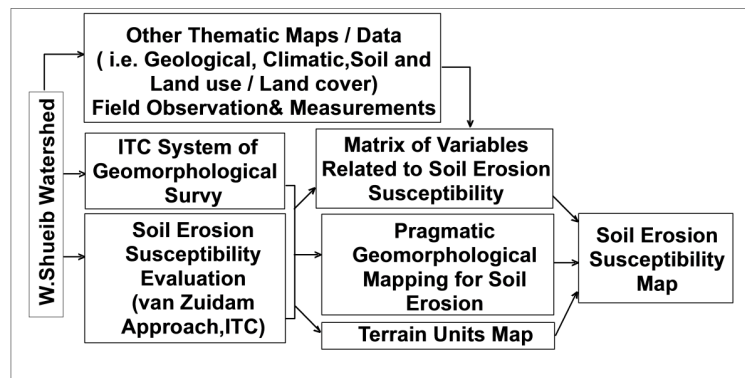 W.Shueib Watershed
Other Thematic Maps / Data
( i.e. Geological, Climatic,Soil and
Land use / Land cover)
Field Observation& Measurements
ITC System of
Geomorphological
Survy
Soil Erosion
Susceptibility
Evaluation
(van Zuidam
Approach,ITC)
Matrix of Variables
Related to Soil Erosion
Susceptibility
Pragmatic
Geomorphological
Mapping for Soil
Erosion
Terrain Units Map
Soil Erosion
Susceptibility
Map